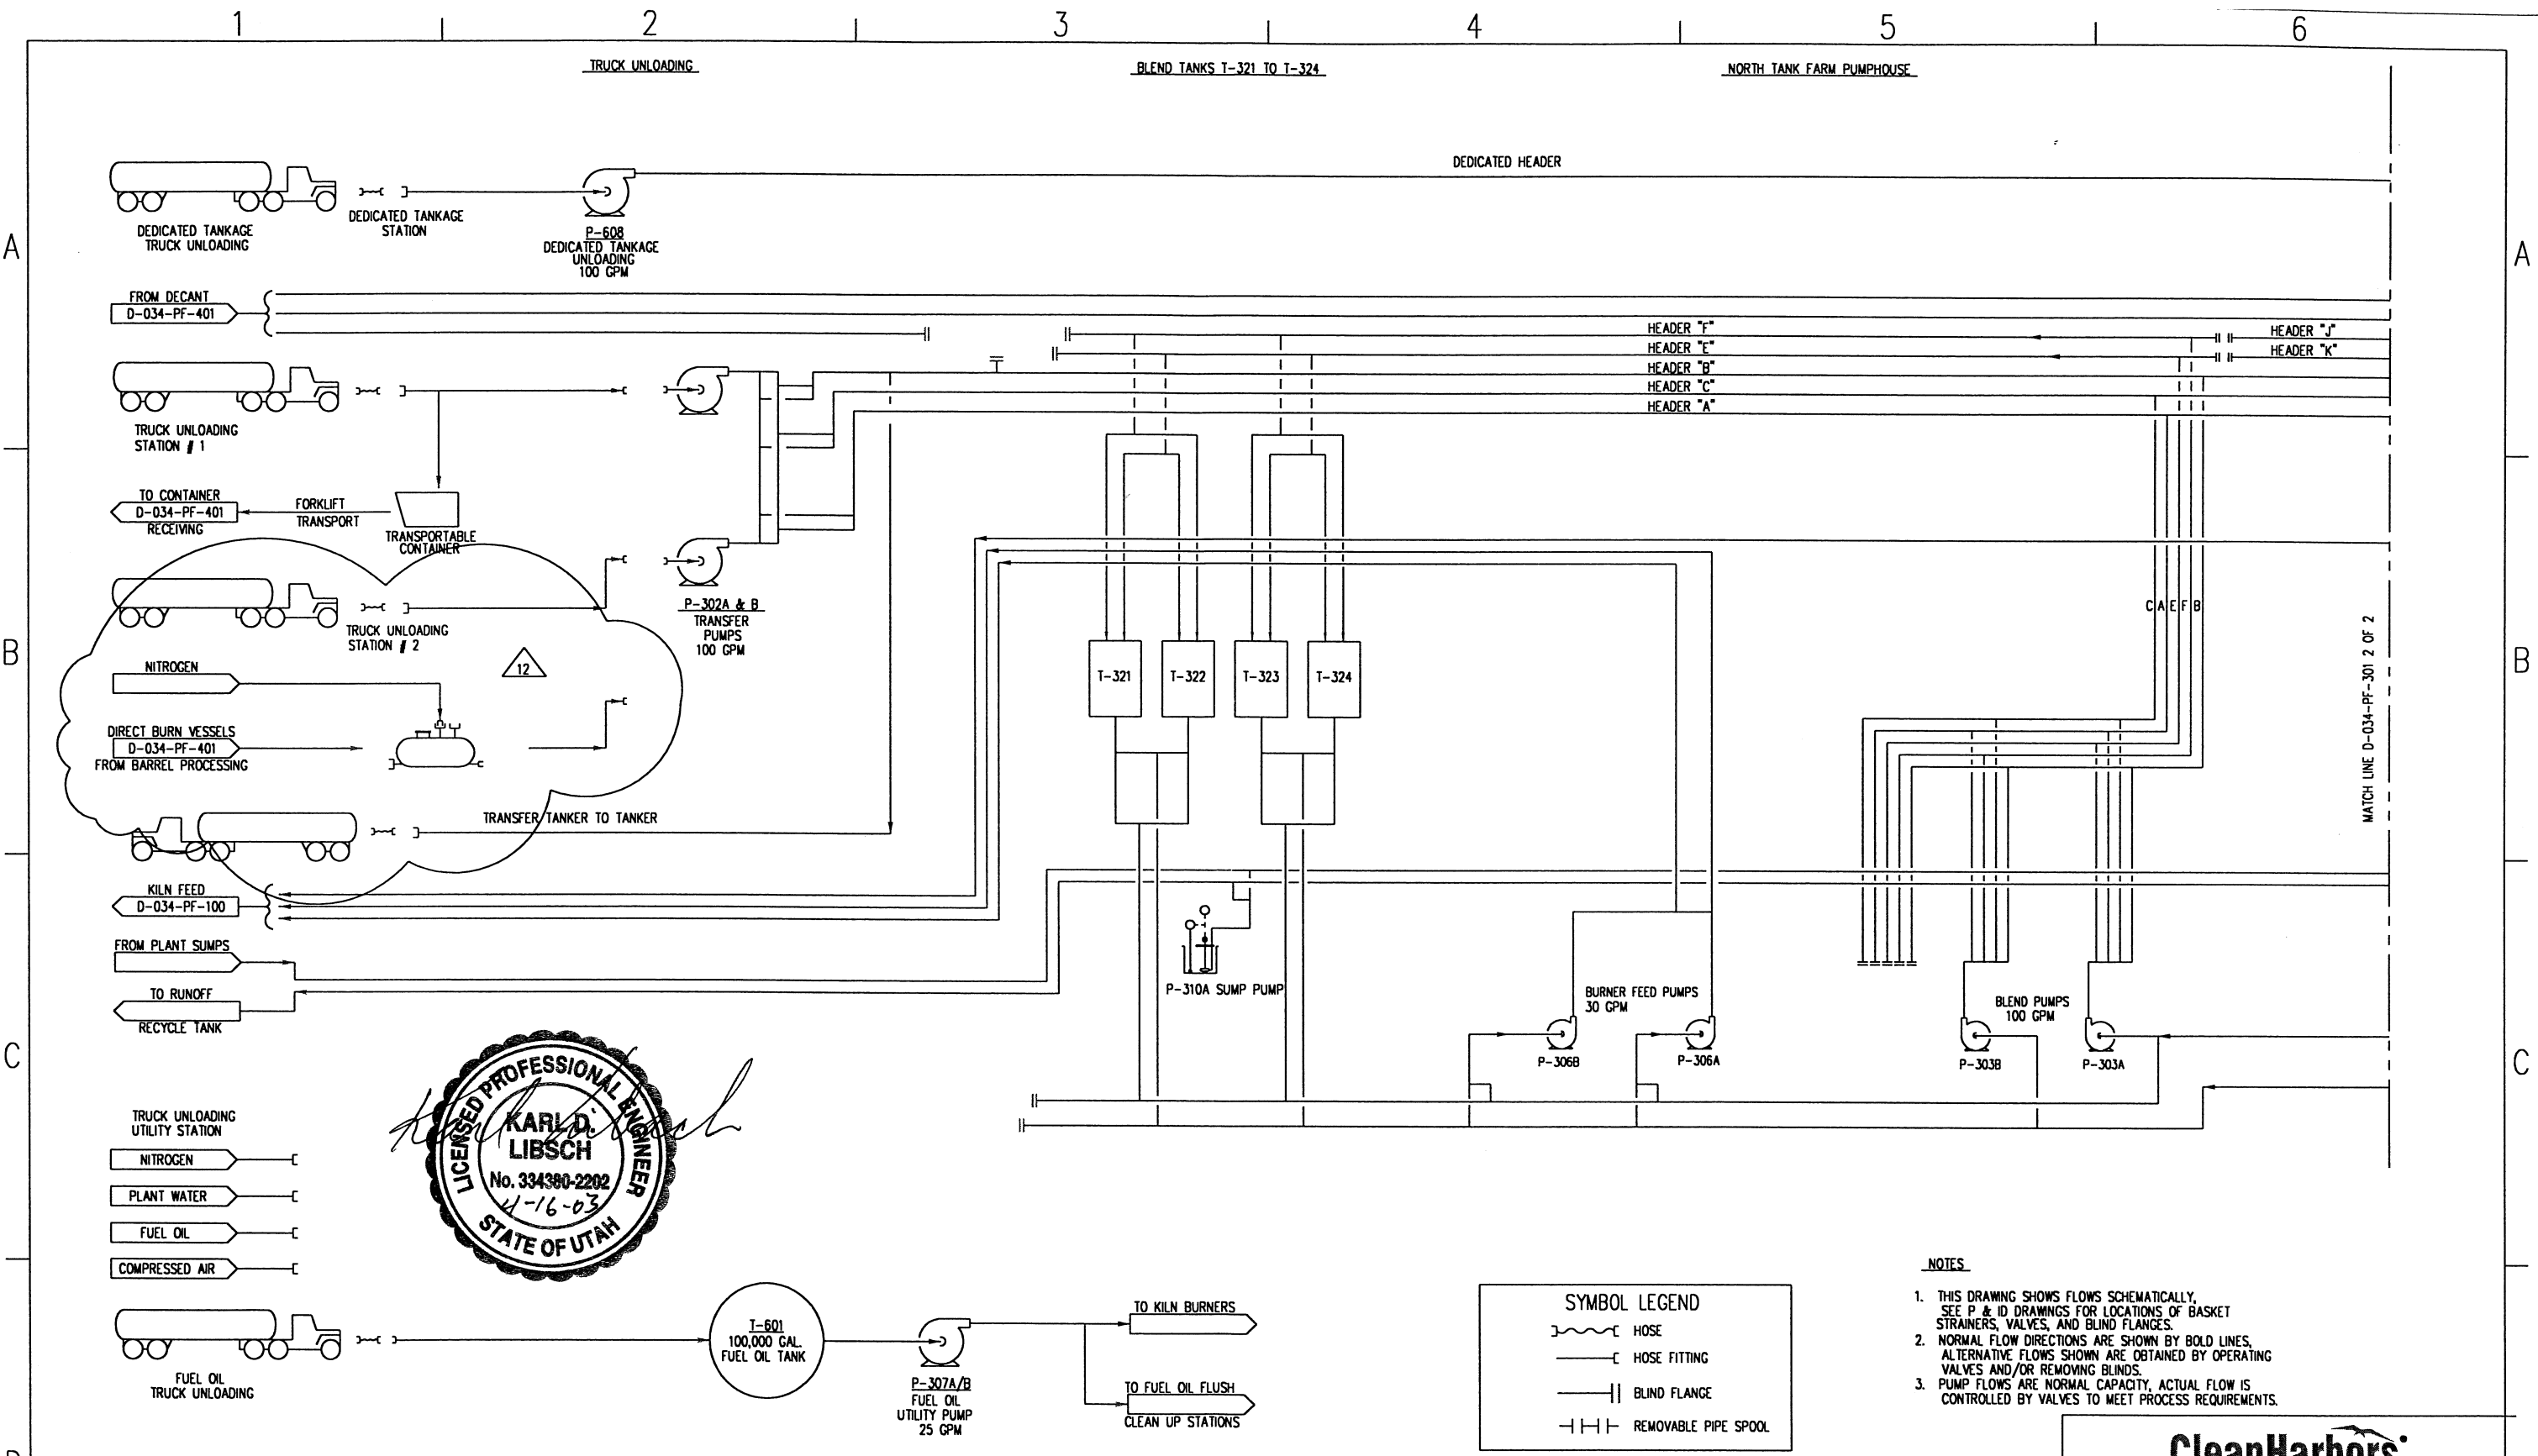 1 2 3 4 5 6
TRUCK UNLOADING
BLEND TANKS T-321 TO T-324
NORTH TANK FARM PUMPHOUSE
A
A
DEDICATED HEADER
DEDICATED TANKAGE
TRUCK UNLOADING
DEDICATED TANKAGE
STATION
P-608
DEDICATED TANKAGE
UNLOADING
100 GPM
FROM DECANT
D-034-PF-401
HEADER "F"
HEADER "E"
HEADER "B"
HEADER "C"
HEADER "A"
HEADER "J"
HEADER "K"
TRUCK UNLOADING
STATION # 1
TO CONTAINER
D-034-PF-401
RECEIVING
FORKLIFT
TRANSPORT
TRANSPORTABLE
CONTAINER
P-302A & B
TRANSFER
PUMPS
100 GPM
B
B
TRUCK UNLOADING
STATION # 2
12
NITROGEN
DIRECT BURN VESSELS
D-034-PF-401
FROM BARREL PROCESSING
TRANSFER TANKER TO TANKER
T-321
T-322
T-323
T-324
C A E F B
MATCH LINE D-034-PF-301 2 OF 2
KILN FEED
D-034-PF-100
FROM PLANT SUMPS
TO RUNOFF
RECYCLE TANK
P-310A SUMP PUMP
BURNER FEED PUMPS
30 GPM
P-306B
P-306A
BLEND PUMPS
100 GPM
P-303B
P-303A
C
C
LICENSED PROFESSIONAL ENGINEER
KARL D.
LIBSCH
No. 334380-2202
4-16-03
STATE OF UTAH
TRUCK UNLOADING
UTILITY STATION
NITROGEN
PLANT WATER
FUEL OIL
COMPRESSED AIR
FUEL OIL
TRUCK UNLOADING
T-601
100,000 GAL.
FUEL OIL TANK
P-307A/B
FUEL OIL
UTILITY PUMP
25 GPM
TO KILN BURNERS
TO FUEL OIL FLUSH
CLEAN UP STATIONS
SYMBOL LEGEND
HOSE
HOSE FITTING
BLIND FLANGE
REMOVABLE PIPE SPOOL
NOTES
1. THIS DRAWING SHOWS FLOWS SCHEMATICALLY,
SEE P & ID DRAWINGS FOR LOCATIONS OF BASKET
STRAINERS, VALVES, AND BLIND FLANGES.
2. NORMAL FLOW DIRECTIONS ARE SHOWN BY BOLD LINES,
ALTERNATIVE FLOWS SHOWN ARE OBTAINED BY OPERATING
VALVES AND/OR REMOVING BLINDS.
3. PUMP FLOWS ARE NORMAL CAPACITY, ACTUAL FLOW IS
CONTROLLED BY VALVES TO MEET PROCESS REQUIREMENTS.
CleanHarbors